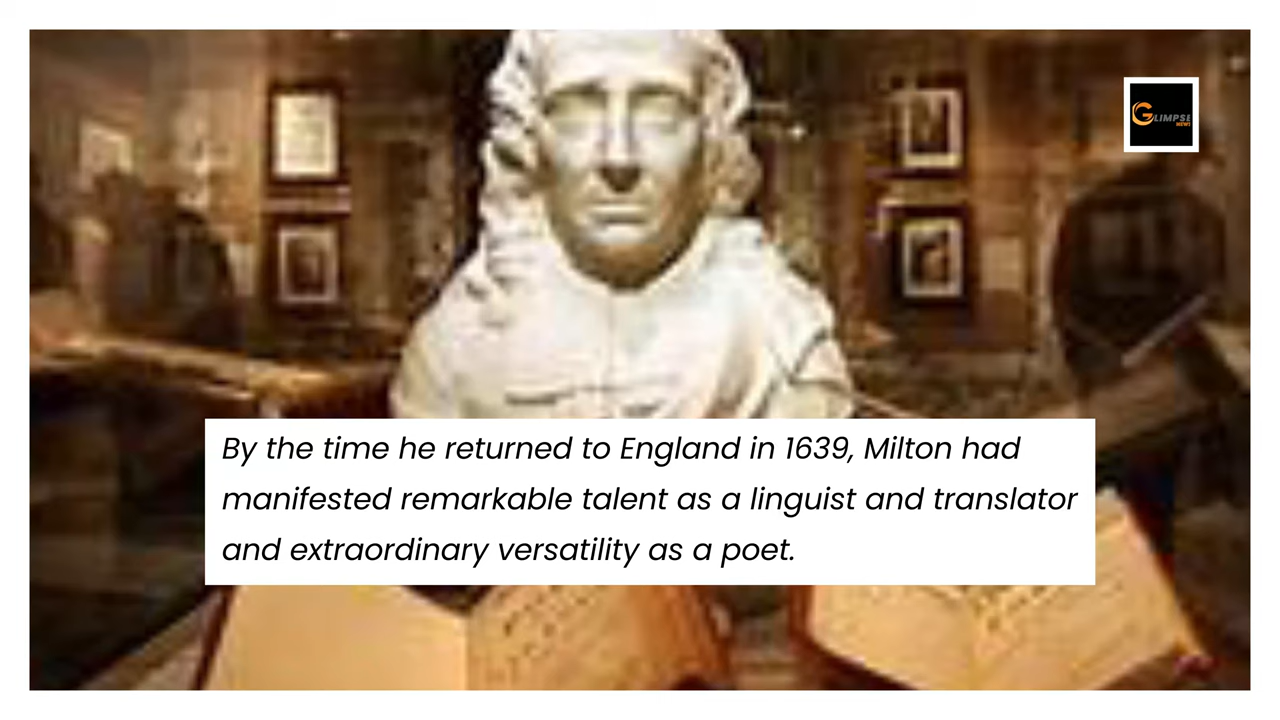 GLIMPSE
NEWS
By the time he returned to England in 1639, Milton had
manifested remarkable talent as a linguist and translator
and extraordinary versatility as a poet.